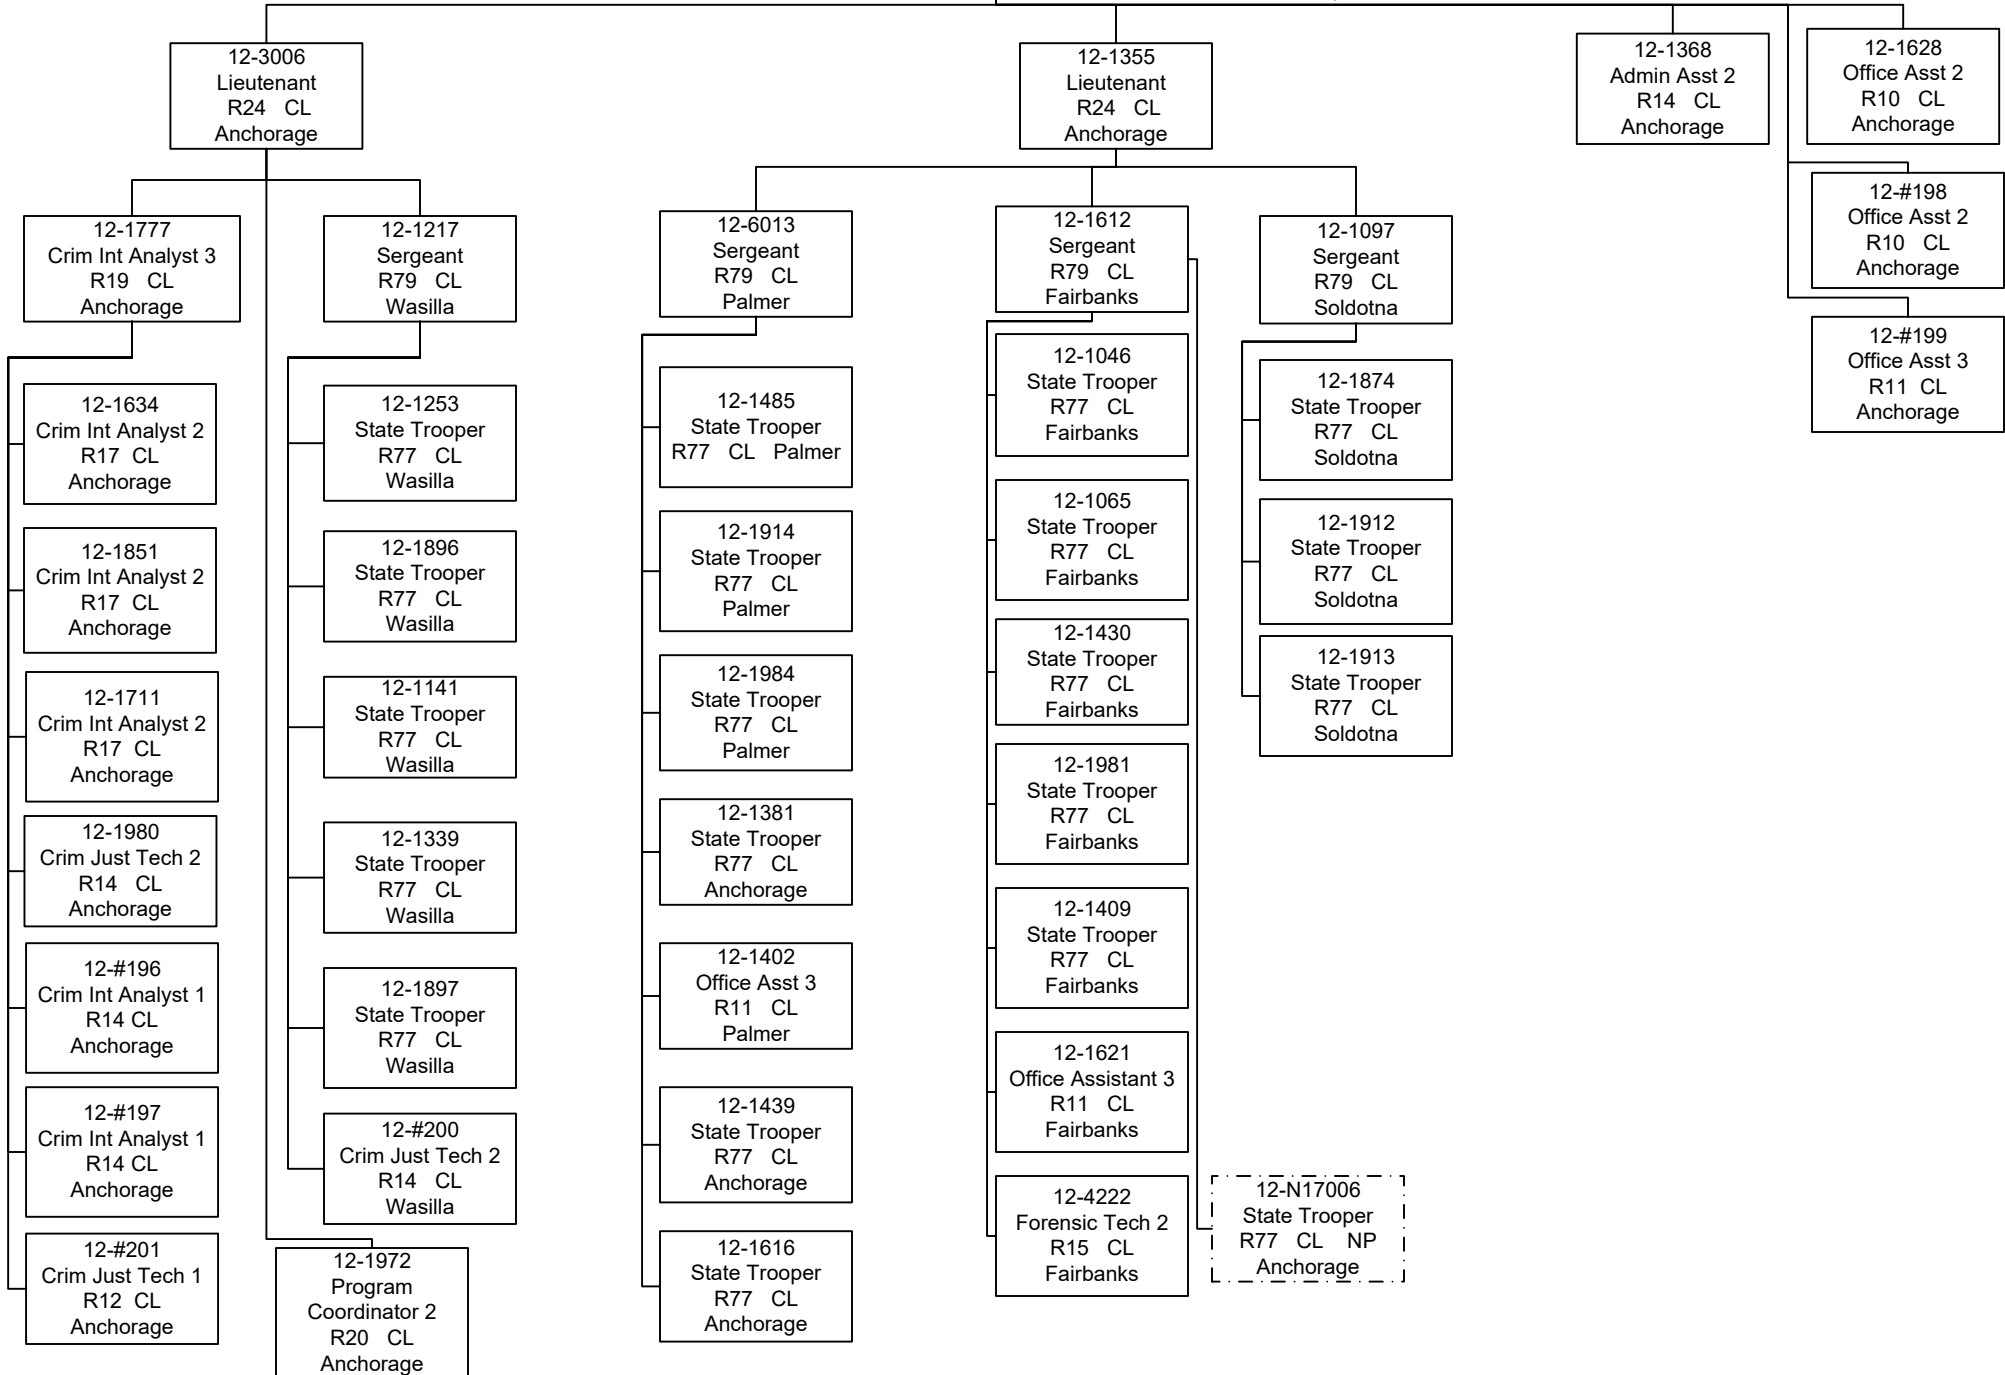 12-3006
Lieutenant
R24 CL
Anchorage
12-1355
Lieutenant
R24 CL
Anchorage
12-1368
Admin Asst 2
R14 CL
Anchorage
12-1628
Office Asst 2
R10 CL
Anchorage
12-#198
Office Asst 2
R10 CL
Anchorage
12-#199
Office Asst 3
R11 CL
Anchorage
12-1777
Crim Int Analyst 3
R19 CL
Anchorage
12-1634
Crim Int Analyst 2
R17 CL
Anchorage
12-1851
Crim Int Analyst 2
R17 CL
Anchorage
12-1711
Crim Int Analyst 2
R17 CL
Anchorage
12-1980
Crim Just Tech 2
R14 CL
Anchorage
12-#196
Crim Int Analyst 1
R14 CL
Anchorage
12-#197
Crim Int Analyst 1
R14 CL
Anchorage
12-#201
Crim Just Tech 1
R12 CL
Anchorage
12-1217
Sergeant
R79 CL
Wasilla
12-1253
State Trooper
R77 CL
Wasilla
12-1896
State Trooper
R77 CL
Wasilla
12-1141
State Trooper
R77 CL
Wasilla
12-1339
State Trooper
R77 CL
Wasilla
12-1897
State Trooper
R77 CL
Wasilla
12-#200
Crim Just Tech 2
R14 CL
Wasilla
12-1972
Program
Coordinator 2
R20 CL
Anchorage
12-6013
Sergeant
R79 CL
Palmer
12-1485
State Trooper
R77 CL Palmer
12-1914
State Trooper
R77 CL
Palmer
12-1984
State Trooper
R77 CL
Palmer
12-1381
State Trooper
R77 CL
Anchorage
12-1402
Office Asst 3
R11 CL
Palmer
12-1439
State Trooper
R77 CL
Anchorage
12-1616
State Trooper
R77 CL
Anchorage
12-1612
Sergeant
R79 CL
Fairbanks
12-1046
State Trooper
R77 CL
Fairbanks
12-1065
State Trooper
R77 CL
Fairbanks
12-1430
State Trooper
R77 CL
Fairbanks
12-1981
State Trooper
R77 CL
Fairbanks
12-1409
State Trooper
R77 CL
Fairbanks
12-1621
Office Assistant 3
R11 CL
Fairbanks
12-4222
Forensic Tech 2
R15 CL
Fairbanks
12-N17006
State Trooper
R77 CL NP
Anchorage
12-1097
Sergeant
R79 CL
Soldotna
12-1874
State Trooper
R77 CL
Soldotna
12-1912
State Trooper
R77 CL
Soldotna
12-1913
State Trooper
R77 CL
Soldotna